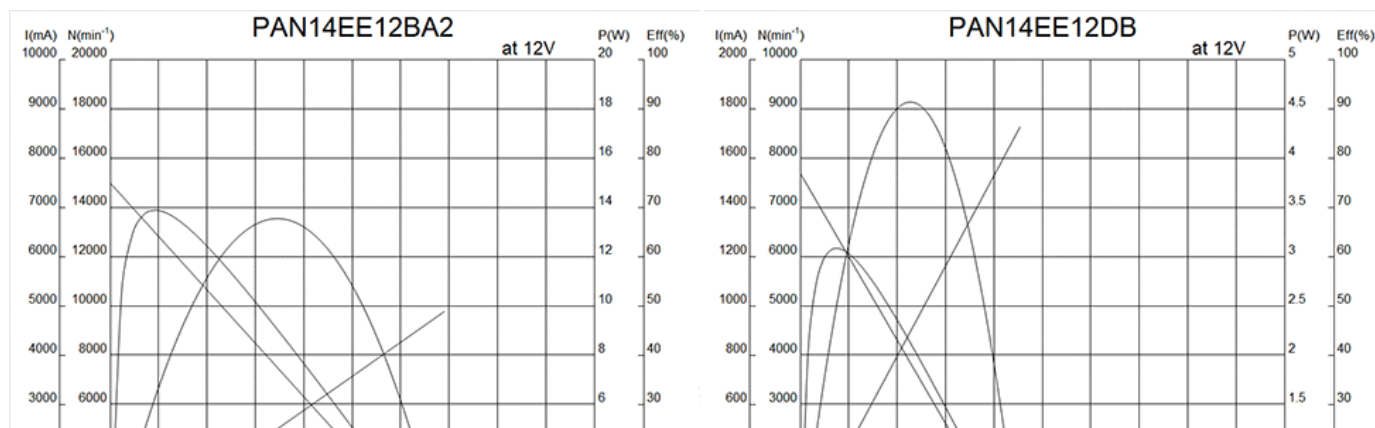 PAN14EE12BA2
I(mA) N(min⁻¹) P(W) Eff(%)
at 12V
10000 20000 20 100
9000 18000 18 90
8000 16000 16 80
7000 14000 14 70
6000 12000 12 60
5000 10000 10 50
4000 8000 8 40
3000 6000 6 30
PAN14EE12DB
I(mA) N(min⁻¹) P(W) Eff(%)
at 12V
2000 10000 5 100
1800 9000 4.5 90
1600 8000 4 80
1400 7000 3.5 70
1200 6000 3 60
1000 5000 2.5 50
800 4000 2 40
600 3000 1.5 30